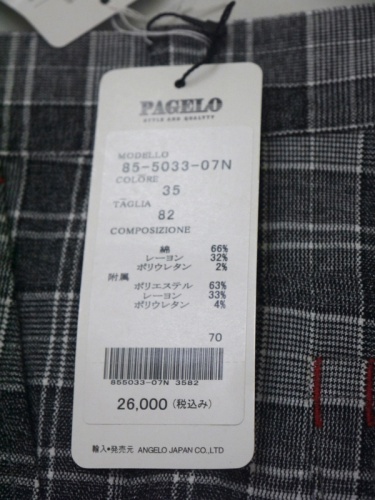 PAGELO
STYLE AND QUALITY
MODELLO
85-5033-07N
COLORE
35
TAGLIA
82
COMPOSIZIONE
綿 66%
レーヨン 32%
ポリウレタン 2%
附属
ポリエステル 63%
レーヨン 33%
ポリウレタン 4%
70
855033-07N 3582
26,000 (税込み)
輸入・発売元 ANGELO JAPAN CO.,LTD